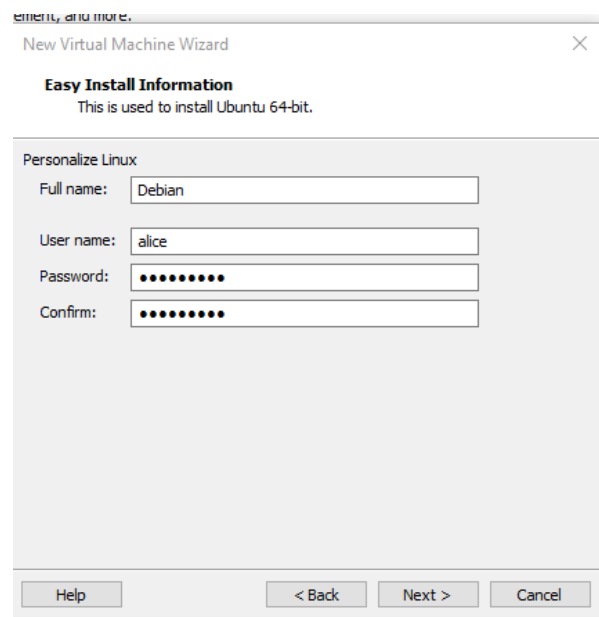 ement, and more.
New Virtual Machine Wizard
Easy Install Information
This is used to install Ubuntu 64-bit.
Personalize Linux
Full name: Debian
User name: alice
Password: ●●●●●●●●●
Confirm: ●●●●●●●●●
Help < Back Next > Cancel